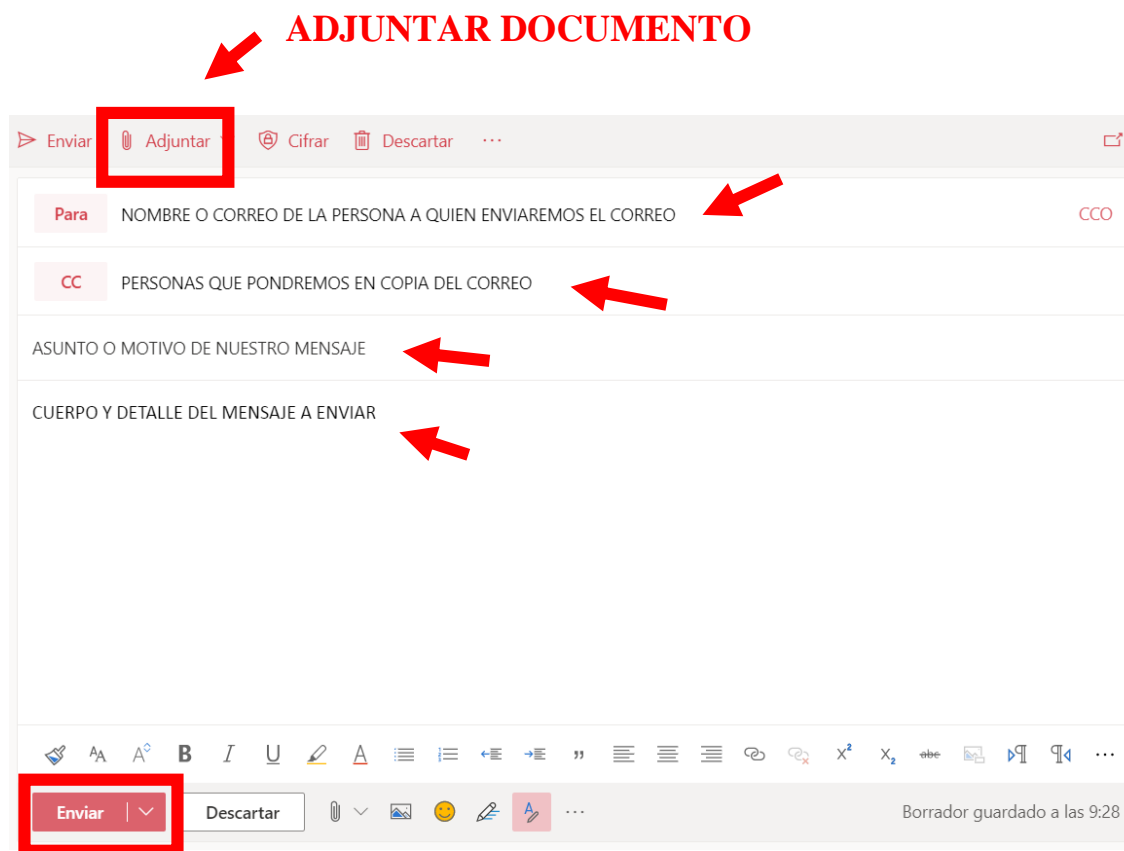 ADJUNTAR DOCUMENTO
Enviar Adjuntar Cifrar Descartar ...
Para NOMBRE O CORREO DE LA PERSONA A QUIEN ENVIAREMOS EL CORREO CCO
CC PERSONAS QUE PONDREMOS EN COPIA DEL CORREO
ASUNTO O MOTIVO DE NUESTRO MENSAJE
CUERPO Y DETALLE DEL MENSAJE A ENVIAR
Enviar Descartar ... Borrador guardado a las 9:28